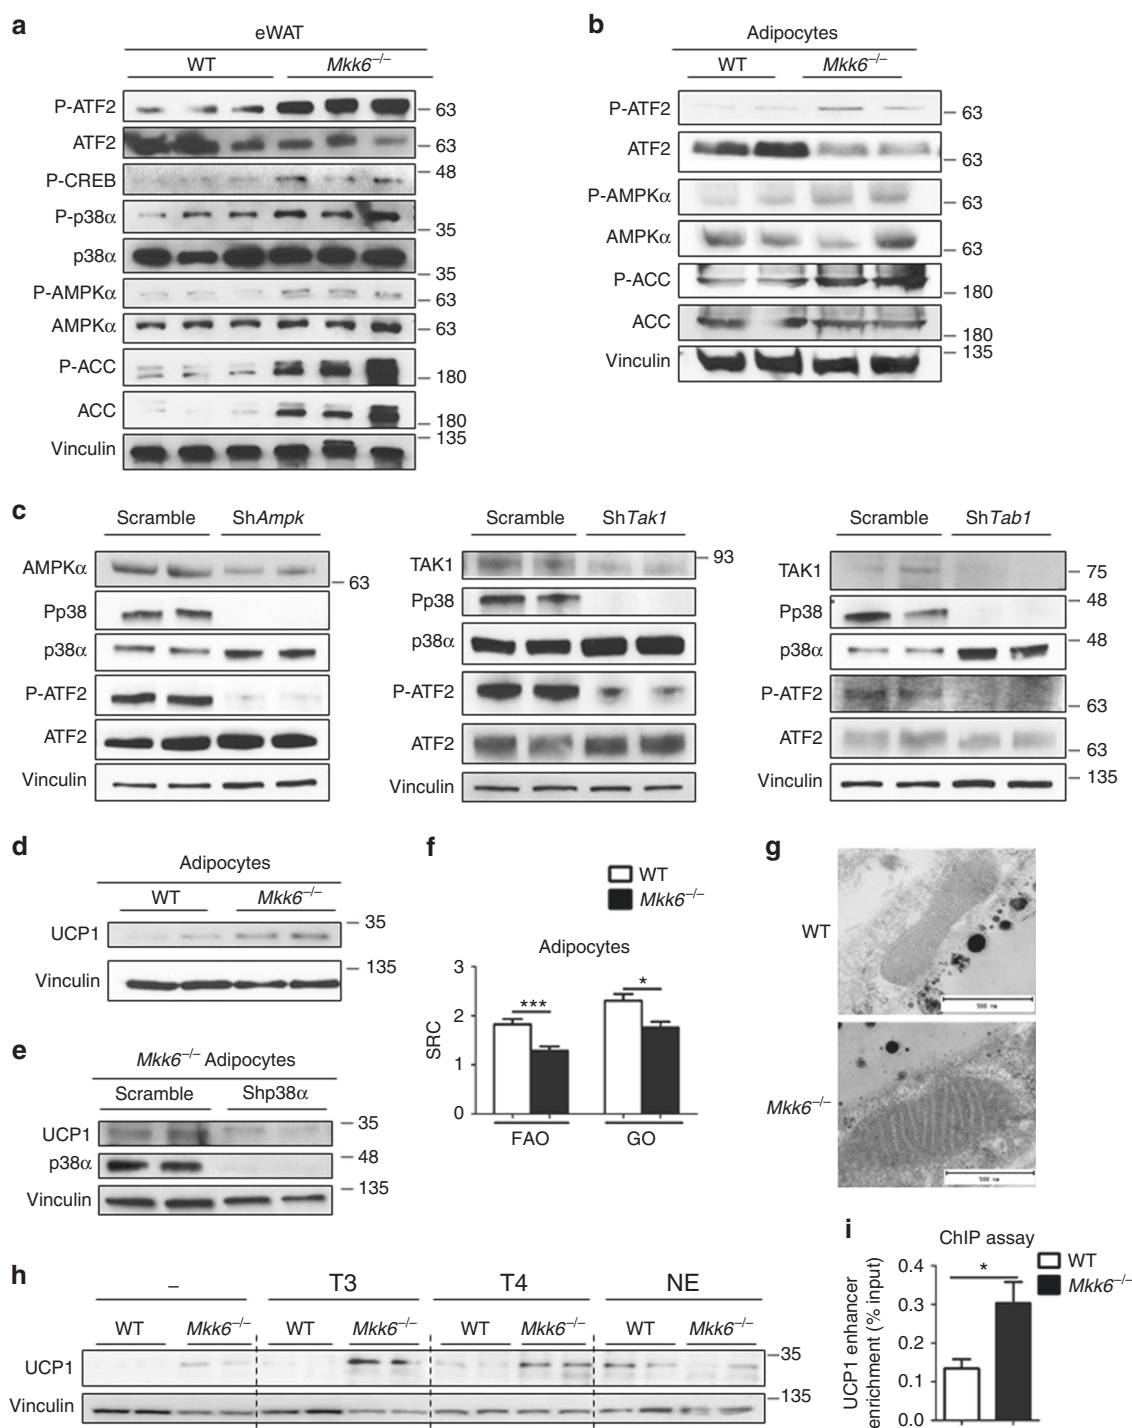 a
eWAT
WT Mkk6–/–
P-ATF2 63
ATF2 63
P-CREB 48
P-p38α 35
p38α 35
P-AMPKα 63
AMPKα 63
P-ACC 180
ACC 180
Vinculin 135
b
Adipocytes
WT Mkk6–/–
P-ATF2 63
ATF2 63
P-AMPKα 63
AMPKα 63
P-ACC 180
ACC 180
Vinculin 135
c
Scramble ShAmpk
AMPKα 63
Pp38
p38α
P-ATF2
ATF2
Vinculin
Scramble ShTak1
TAK1 93
Pp38
p38α
P-ATF2
ATF2
Vinculin
Scramble ShTab1
TAK1 75
Pp38 48
p38α 48
P-ATF2 63
ATF2 63
Vinculin 135
d
Adipocytes
WT Mkk6–/–
UCP1 35
Vinculin 135
e
Mkk6–/– Adipocytes
Scramble Shp38α
UCP1 35
p38α 48
Vinculin 135
f
WT
Mkk6–/–
Adipocytes
SRC
3
2
1
0
*** *
FAO GO
g
WT
500 nm
Mkk6–/–
500 nm
h
– T3 T4 NE
WT Mkk6–/– WT Mkk6–/– WT Mkk6–/– WT Mkk6–/–
UCP1 35
Vinculin 135
i
ChIP assay
WT
Mkk6–/–
UCP1 enhancer
enrichment (% input)
0.4
0.3
0.2
0.1
0.0
*